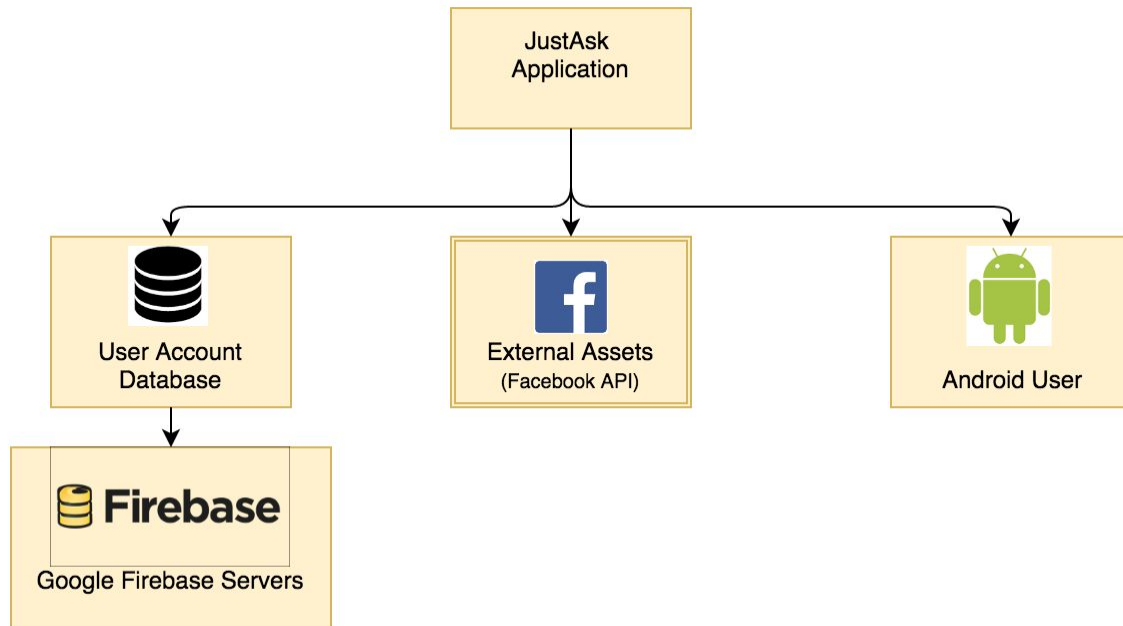 JustAsk
Application
User Account
Database
External Assets
(Facebook API)
Android User
Firebase
Google Firebase Servers